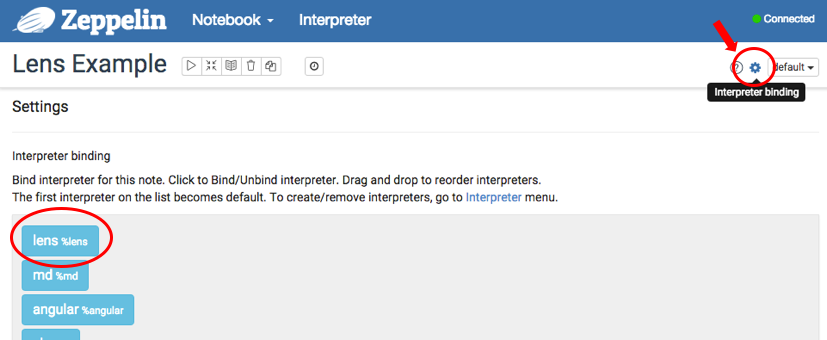 Zeppelin Notebook Interpreter Connected
Lens Example default
Interpreter binding
Settings
Interpreter binding
Bind interpreter for this note. Click to Bind/Unbind interpreter. Drag and drop to reorder interpreters.
The first interpreter on the list becomes default. To create/remove interpreters, go to Interpreter menu.
lens %lens
md %md
angular %angular